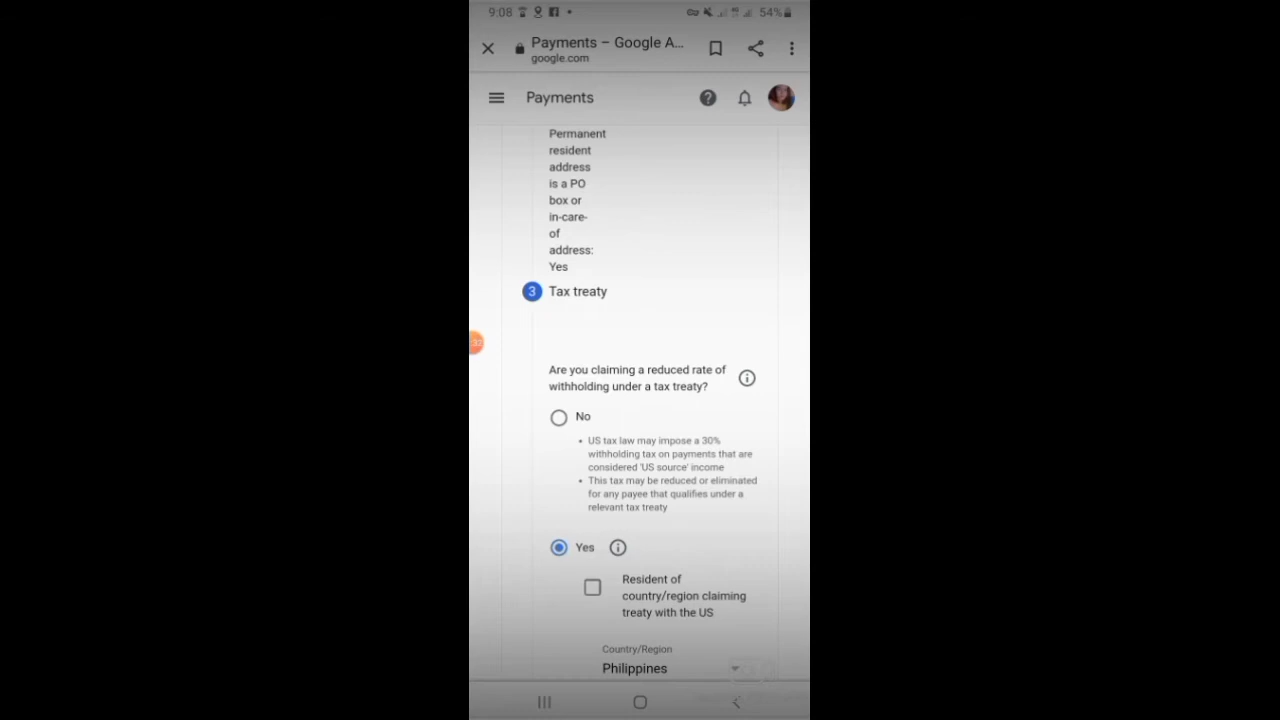 9:08
54%
Payments – Google A...
google.com
Payments
Permanent
resident
address
is a PO
box or
in-care-
of
address:
Yes
3 Tax treaty
Are you claiming a reduced rate of
withholding under a tax treaty?
No
• US tax law may impose a 30%
withholding tax on payments that are
considered 'US source' income
• This tax may be reduced or eliminated
for any payee that qualifies under a
relevant tax treaty
Yes
Resident of
country/region claiming
treaty with the US
Country/Region
Philippines